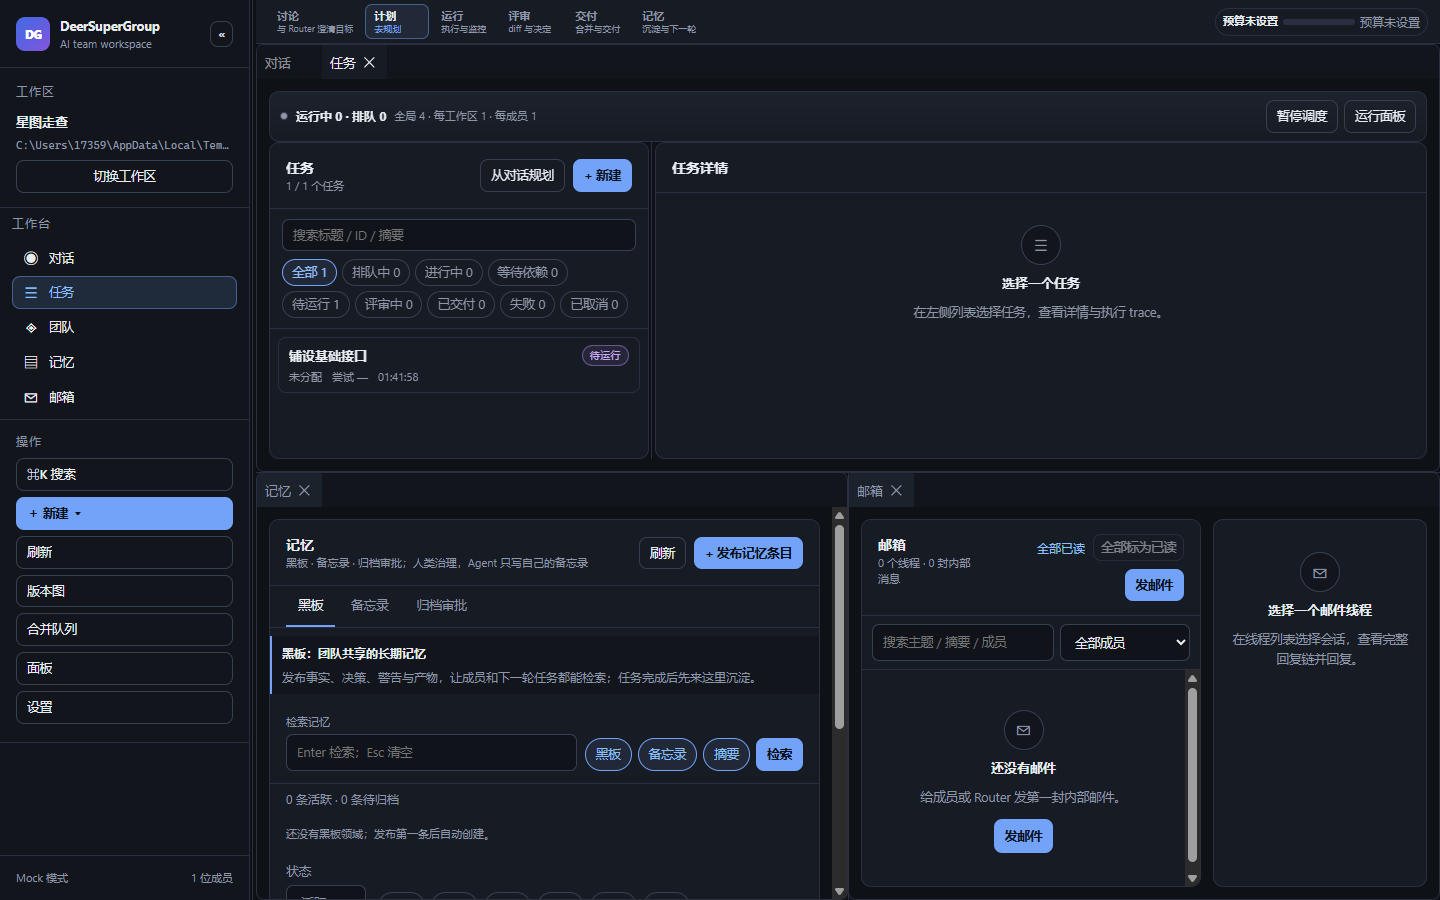 DG
DeerSuperGroup
AI team workspace
«
工作区
星图走查
C:\Users\17359\AppData\Local\Tem…
切换工作区
工作台
对话
任务
团队
记忆
邮箱
操作
⌘K 搜索
+ 新建
刷新
版本图
合并队列
面板
设置
Mock 模式
1 位成员
讨论
与 Router 澄清目标
计划
表规划
运行
执行与监控
评审
diff 与决定
交付
合并与交付
记忆
沉淀与下一轮
预算未设置
预算未设置
对话
任务
运行中 0 · 排队 0 全局 4 · 每工作区 1 · 每成员 1
暂停调度
运行面板
任务
1 / 1 个任务
从对话规划
+ 新建
搜索标题 / ID / 摘要
全部 1
排队中 0
进行中 0
等待依赖 0
待运行 1
评审中 0
已交付 0
失败 0
已取消 0
铺设基础接口
待运行
未分配 尝试 — 01:41:58
任务详情
选择一个任务
在左侧列表选择任务，查看详情与执行 trace。
记忆
记忆
黑板 · 备忘录 · 归档审批；人类治理，Agent 只写自己的备忘录
刷新
+ 发布记忆条目
黑板
备忘录
归档审批
黑板：团队共享的长期记忆
发布事实、决策、警告与产物，让成员和下一轮任务都能检索；任务完成后先来这里沉淀。
检索记忆
Enter 检索；Esc 清空
黑板
备忘录
摘要
检索
0 条活跃 · 0 条待归档
还没有黑板领域；发布第一条后自动创建。
状态
邮箱
邮箱
0 个线程 · 0 封内部
消息
全部已读
全部标为已读
发邮件
搜索主题 / 摘要 / 成员
全部成员
还没有邮件
给成员或 Router 发第一封内部邮件。
发邮件
选择一个邮件线程
在线程列表选择会话，查看完整
回复链并回复。